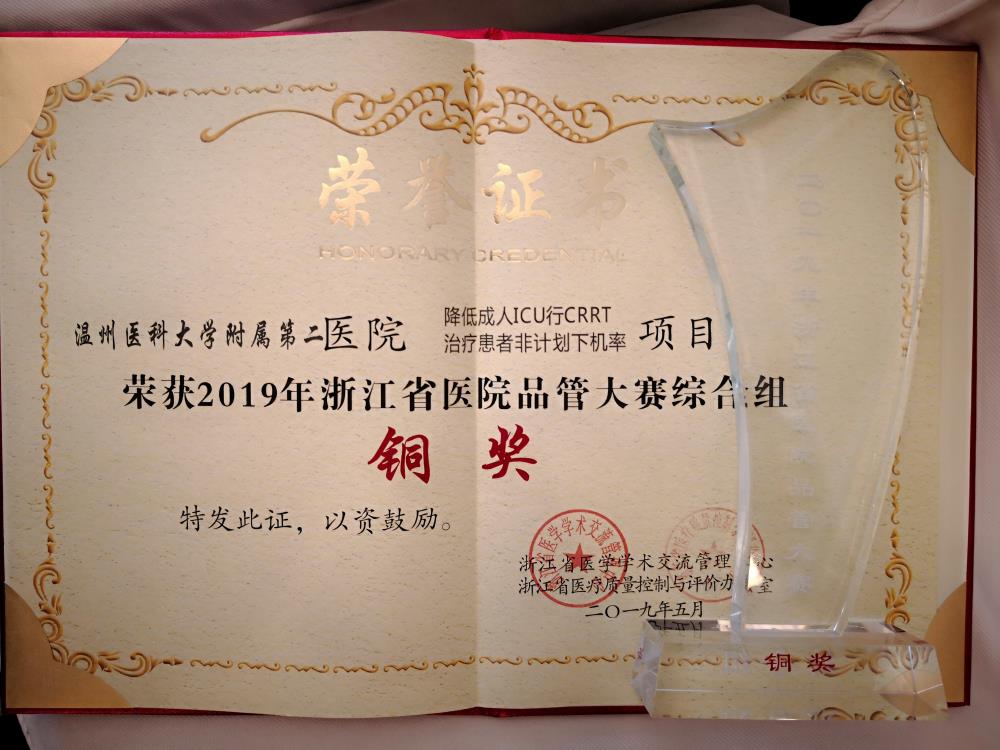 荣誉证书
HONORARY CREDENTIAL
温州医科大学附属第二医院 降低成人ICU行CRRT
治疗患者非计划下机率 项目
荣获2019年浙江省医院品管大赛综合组
铜奖
特发此证，以资鼓励。
浙江省医学学术交流管理 心
浙江省医疗质量控制与评价办 室
二〇一九年五月
铜奖